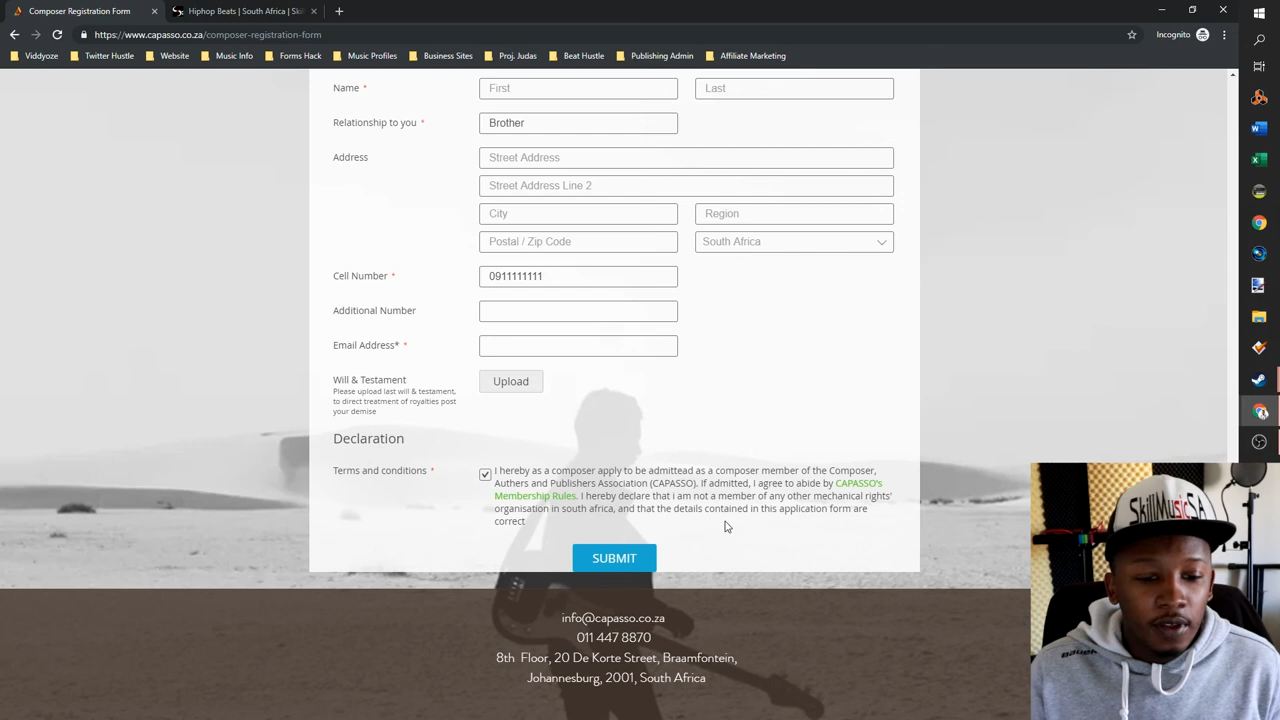 Composer Registration Form
Hiphop Beats | South Africa | Skil
https://www.capasso.co.za/composer-registration-form
Incognito
Viddyoze
Twitter Hustle
Website
Music Info
Forms Hack
Music Profiles
Business Sites
Proj. Judas
Beat Hustle
Publishing Admin
Affiliate Marketing
Name *
First
Last
Relationship to you *
Brother
Address
Street Address
Street Address Line 2
City
Region
Postal / Zip Code
South Africa
Cell Number *
0911111111
Additional Number
Email Address* *
Will & Testament
Please upload last will & testament,
to direct treatment of royalties post
your demise
Upload
Declaration
Terms and conditions *
I hereby as a composer apply to be admittead as a composer member of the Composer,
Authers and Publishers Association (CAPASSO). If admitted, I agree to abide by CAPASSO's
Membership Rules. I hereby declare that i am not a member of any other mechanical rights'
organisation in south africa, and that the details contained in this application form are
correct
SUBMIT
info@capasso.co.za
011 447 8870
8th Floor, 20 De Korte Street, Braamfontein,
Johannesburg, 2001, South Africa
SkillMusicSA